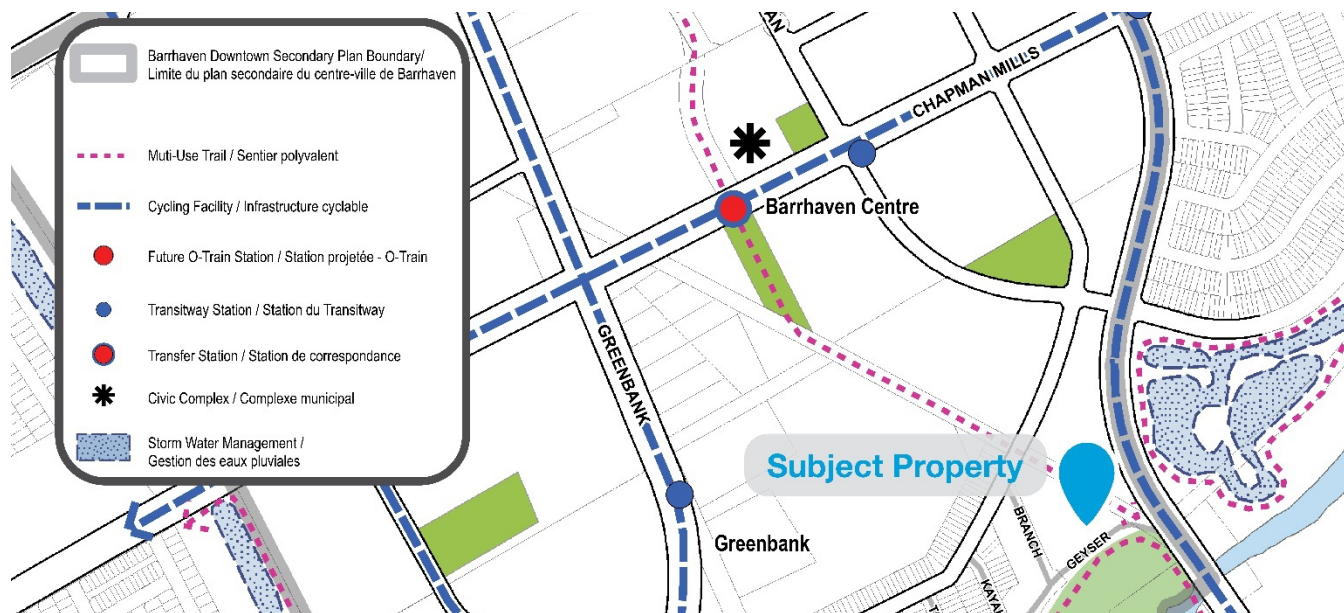 Barrhaven Downtown Secondary Plan Boundary/
Limite du plan secondaire du centre-ville de Barrhaven
Muti-Use Trail / Sentier polyvalent
Cycling Facility / Infrastructure cyclable
Future O-Train Station / Station projetée - O-Train
Transitway Station / Station du Transitway
Transfer Station / Station de correspondance
Civic Complex / Complexe municipal
Storm Water Management /
Gestion des eaux pluviales
CHAPMAN MILLS
Barrhaven Centre
GREENBANK
Greenbank
Subject Property
BRANCH
GEYSER